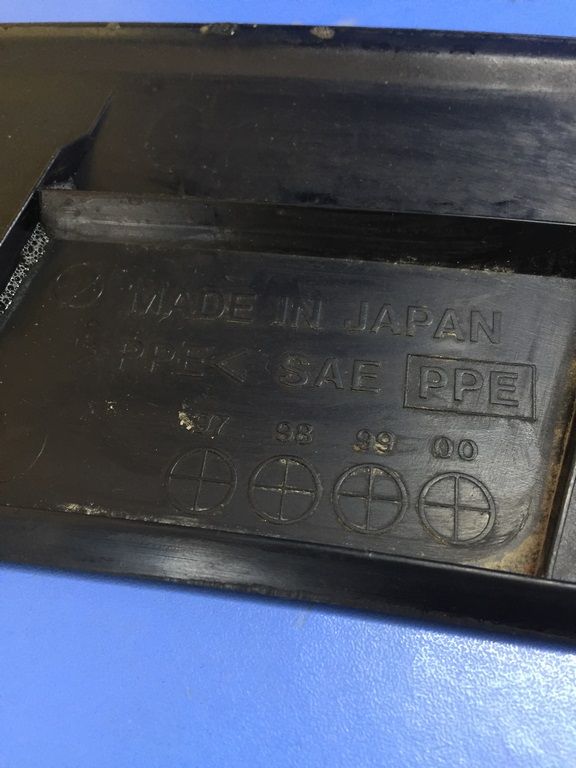 MADE IN JAPAN
>PPE< SAE PPE
97 98 99 00